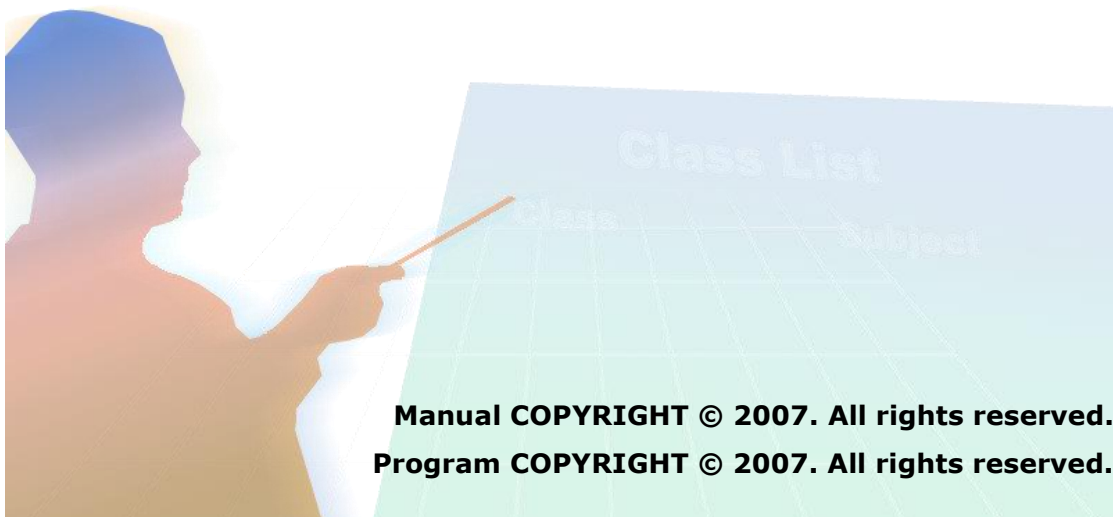 Class List
Class Subject
Manual COPYRIGHT © 2007. All rights reserved.
Program COPYRIGHT © 2007. All rights reserved.